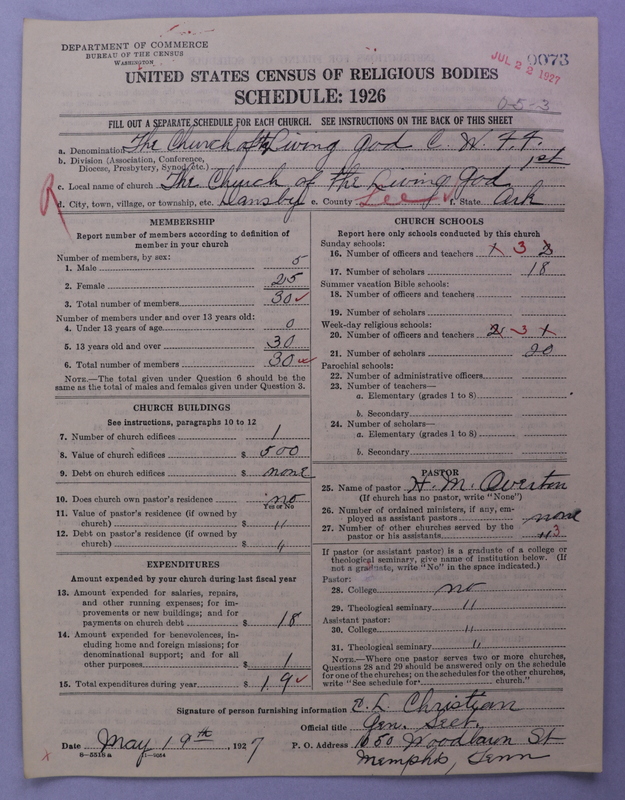 DEPARTMENT OF COMMERCE
BUREAU OF THE CENSUS
WASHINGTON
JUL 22 1927
0073
UNITED STATES CENSUS OF RELIGIOUS BODIES
SCHEDULE: 1926
0-5-3
FILL OUT A SEPARATE SCHEDULE FOR EACH CHURCH. SEE INSTRUCTIONS ON THE BACK OF THIS SHEET
a. Denomination The Church of the Living God C. W. F. F.
b. Division (Association, Conference,
Diocese, Presbytery, Synod, etc.) 1st
c. Local name of church The Church of the Living God
R
d. City, town, village, or township, etc. Dansby e. County Lee f. State Ark
MEMBERSHIP
Report number of members according to definition of
member in your church
Number of members, by sex:
1. Male 5
2. Female 25
3. Total number of members 30
Number of members under and over 13 years old:
4. Under 13 years of age 0
5. 13 years old and over 30
6. Total number of members 30
NOTE.—The total given under Question 6 should be the
same as the total of males and females given under Question 3.
CHURCH BUILDINGS
See instructions, paragraphs 10 to 12
7. Number of church edifices 1
8. Value of church edifices $ 500
9. Debt on church edifices $ none
10. Does church own pastor's residence no
Yes or No
11. Value of pastor's residence (if owned by
church) $ "
12. Debt on pastor's residence (if owned by
church) $ "
EXPENDITURES
Amount expended by your church during last fiscal year
13. Amount expended for salaries, repairs,
and other running expenses; for im-
provements or new buildings; and for
payments on church debt $ 18
14. Amount expended for benevolences, in-
cluding home and foreign missions; for
denominational support; and for all
other purposes $ 1
15. Total expenditures during year $ 19
CHURCH SCHOOLS
Report here only schools conducted by this church
Sunday schools:
16. Number of officers and teachers 1 3 2
17. Number of scholars 18
Summer vacation Bible schools:
18. Number of officers and teachers
19. Number of scholars
Week-day religious schools:
20. Number of officers and teachers 2 3 1
21. Number of scholars 20
Parochial schools:
22. Number of administrative officers
23. Number of teachers—
a. Elementary (grades 1 to 8)
b. Secondary
24. Number of scholars—
a. Elementary (grades 1 to 8)
b. Secondary
PASTOR
25. Name of pastor H. M. Overton
(If church has no pastor, write "None")
26. Number of ordained ministers, if any, em-
ployed as assistant pastors none
27. Number of other churches served by the
pastor or his assistants " 3
If pastor (or assistant pastor) is a graduate of a college or
theological seminary, give name of institution below. (If
not a graduate, write "No" in the space indicated.)
Pastor:
28. College no
29. Theological seminary "
Assistant pastor:
30. College "
31. Theological seminary "
NOTE.—Where one pastor serves two or more churches,
Questions 28 and 29 should be answered only on the schedule
for one of the churches; on the schedules for the other churches,
write "See schedule for church."
Signature of person furnishing information E. L. Christian
Official title Gen. Sect.
Date May 19th 1927 P. O. Address 1050 Woodlawn St
Memphis, Tenn
8-5518 a